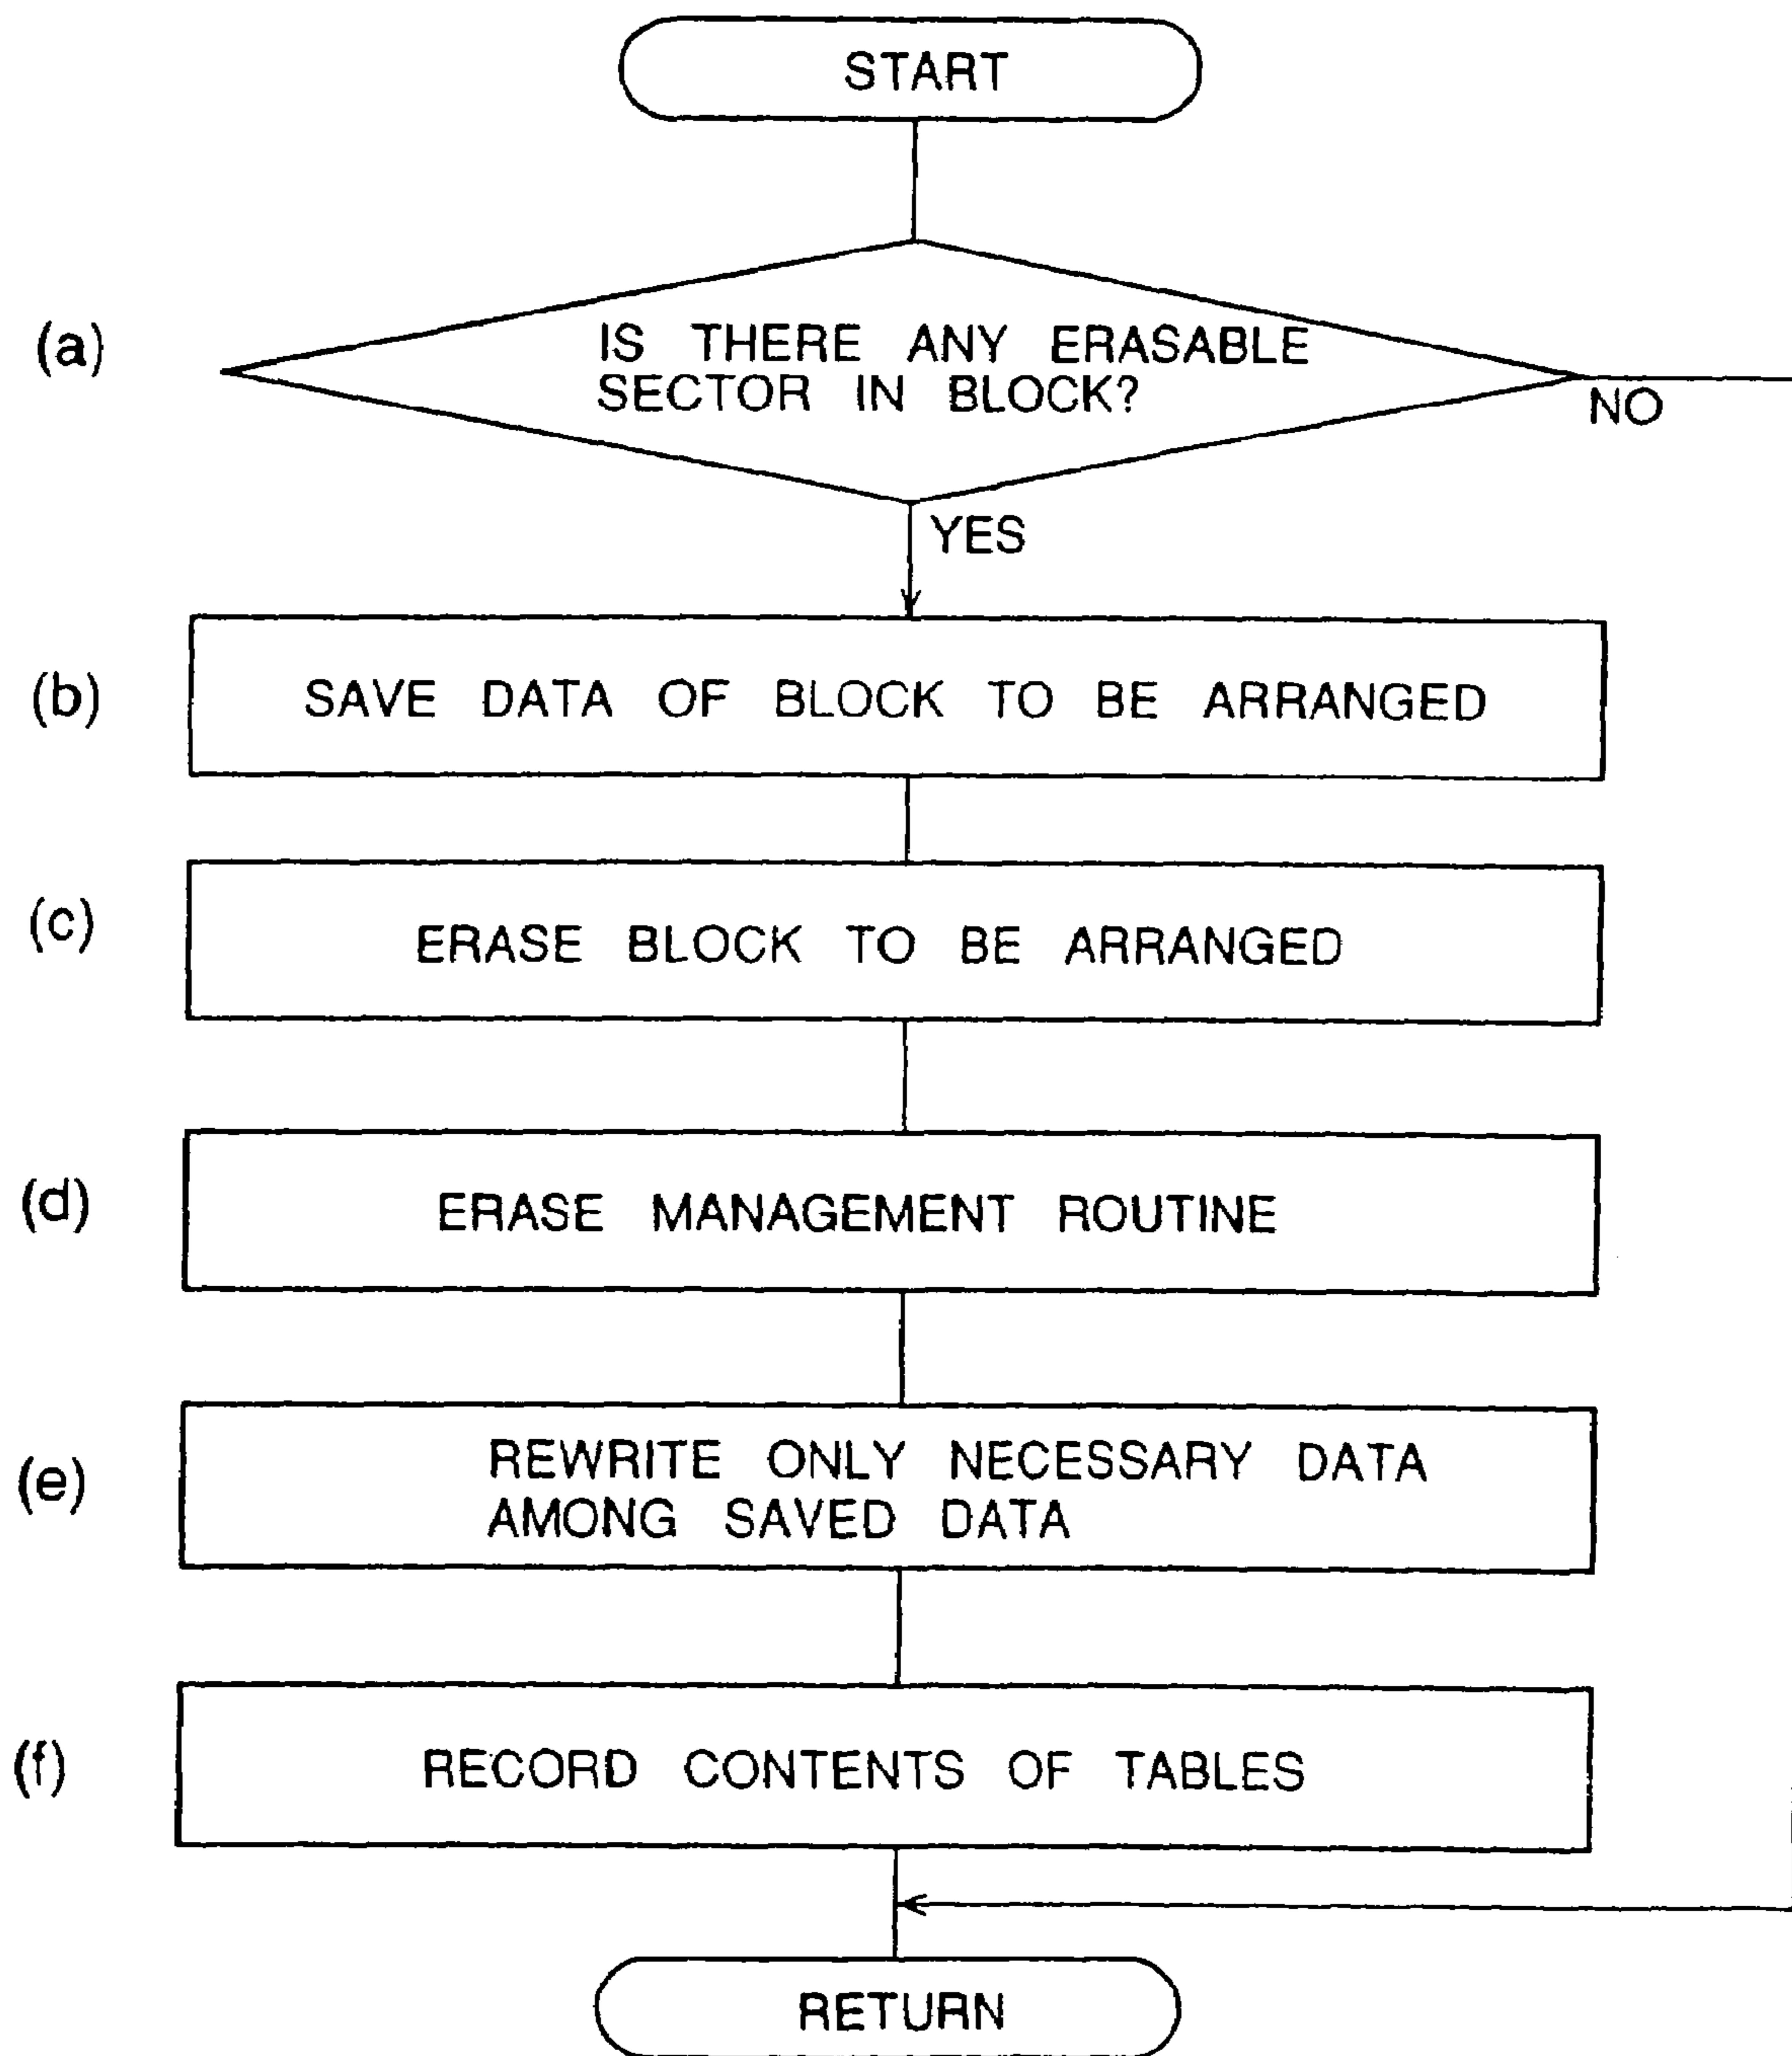 START
(a)
IS THERE ANY ERASABLE
SECTOR IN BLOCK?
NO
YES
(b)
SAVE DATA OF BLOCK TO BE ARRANGED
(c)
ERASE BLOCK TO BE ARRANGED
(d)
ERASE MANAGEMENT ROUTINE
(e)
REWRITE ONLY NECESSARY DATA
AMONG SAVED DATA
(f)
RECORD CONTENTS OF TABLES
RETURN